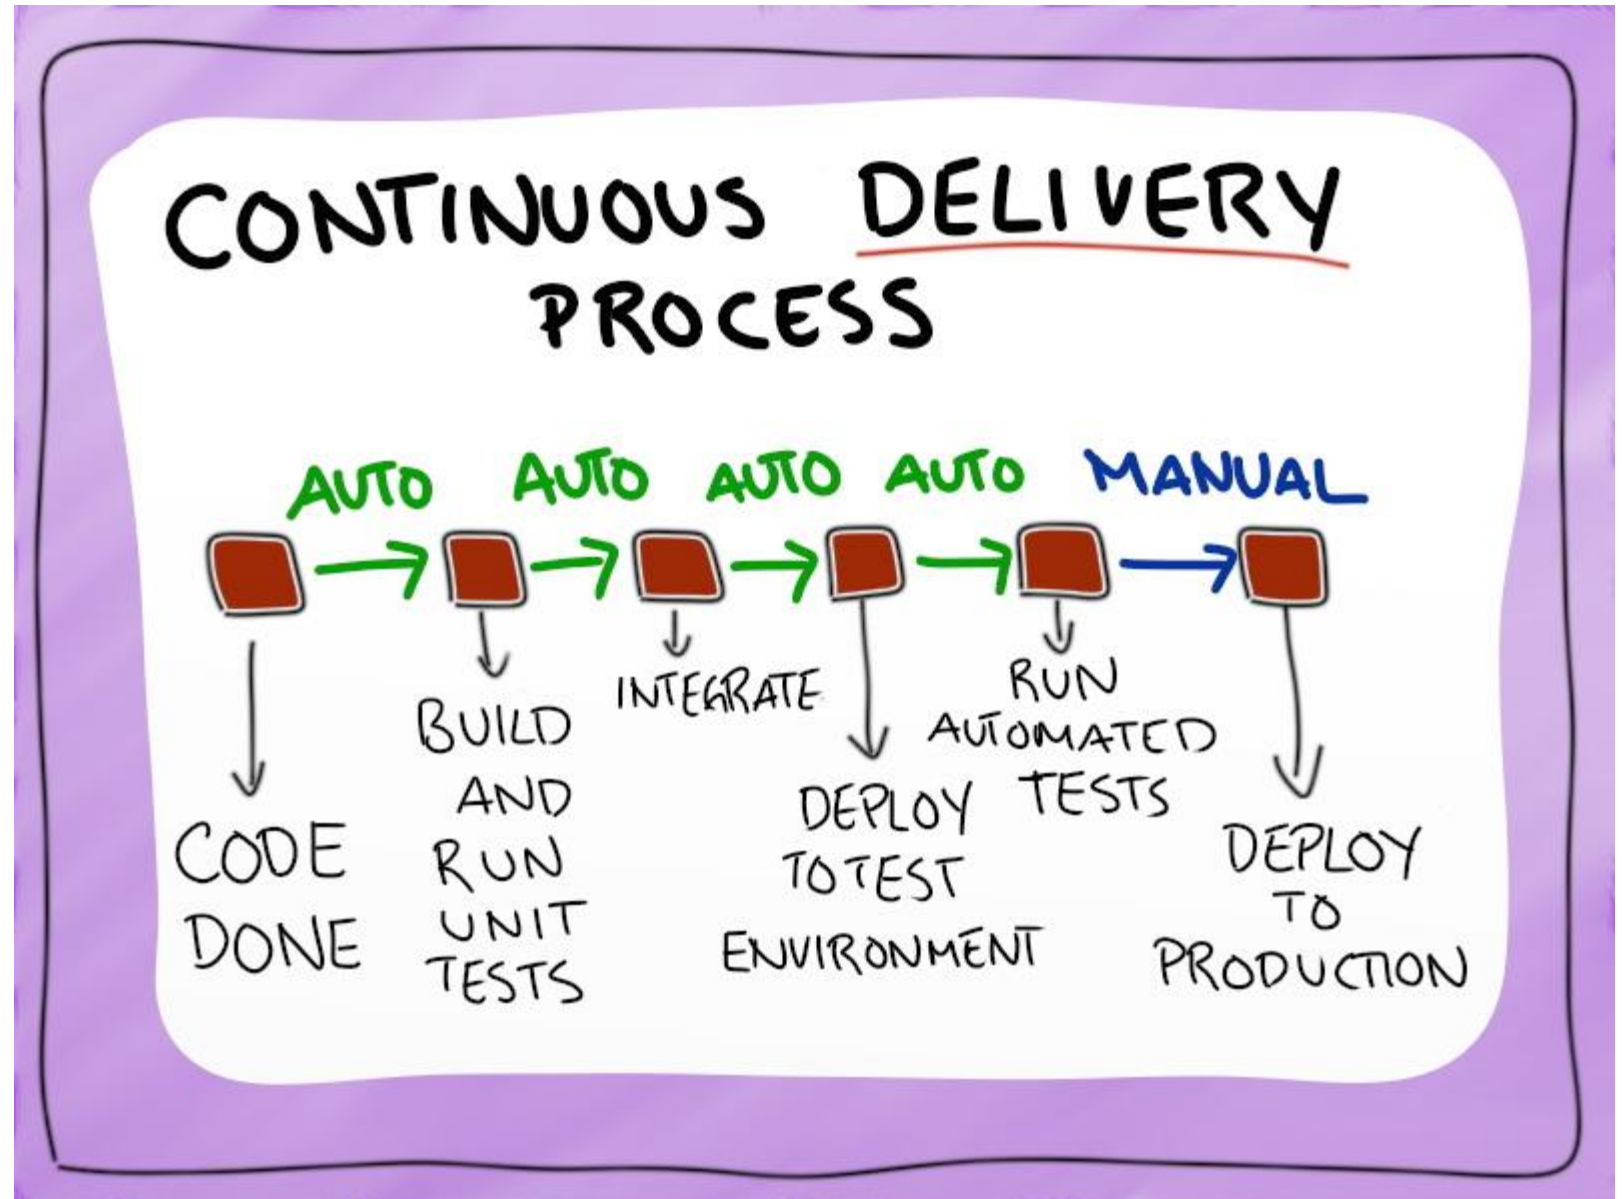 CONTINUOUS DELIVERY
PROCESS
AUTO AUTO AUTO AUTO MANUAL
CODE
DONE
BUILD
AND
RUN
UNIT
TESTS
INTEGRATE
DEPLOY
TO TEST
ENVIRONMENT
RUN
AUTOMATED
TESTS
DEPLOY
TO
PRODUCTION